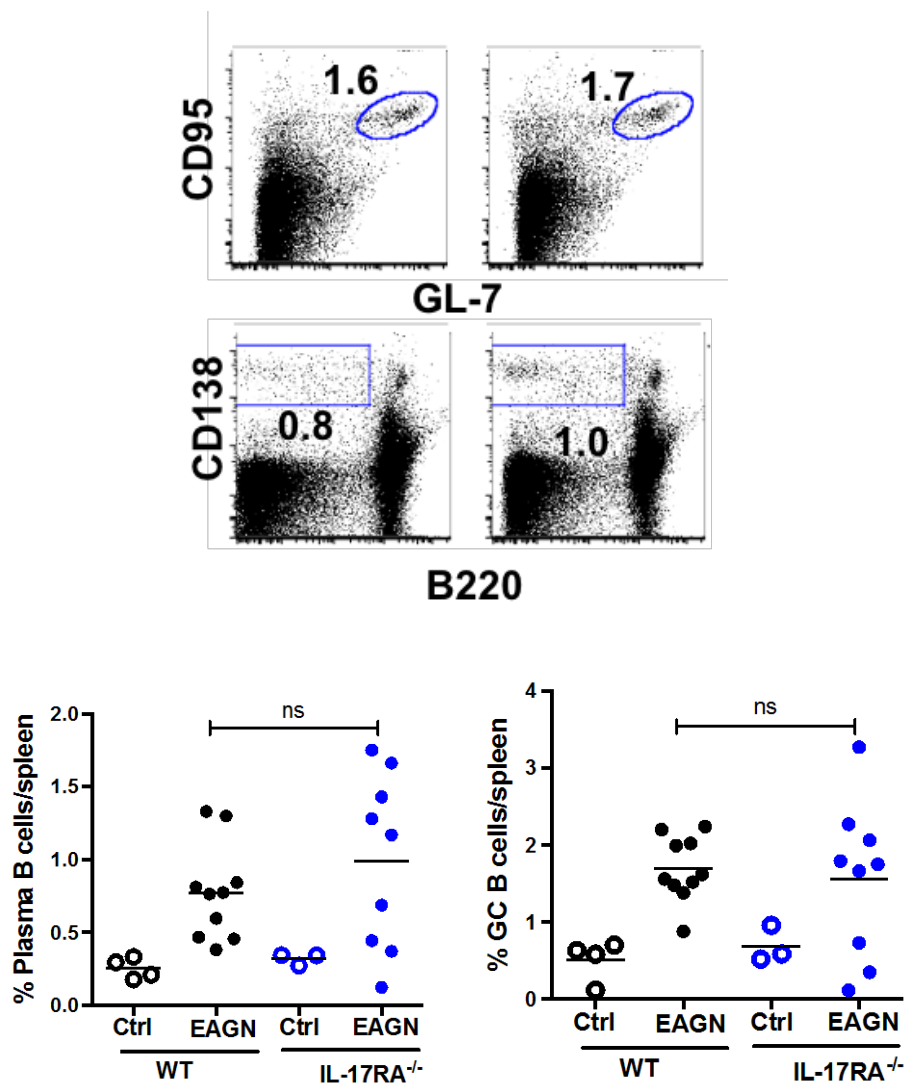 1.6
1.7
CD95
GL-7
CD138
0.8
1.0
B220
ns
2.0
1.5
1.0
0.5
0.0
% Plasma B cells/spleen
Ctrl EAGN Ctrl EAGN
WT IL-17RA-/-
ns
4
3
2
1
0
% GC B cells/spleen
Ctrl EAGN Ctrl EAGN
WT IL-17RA-/-